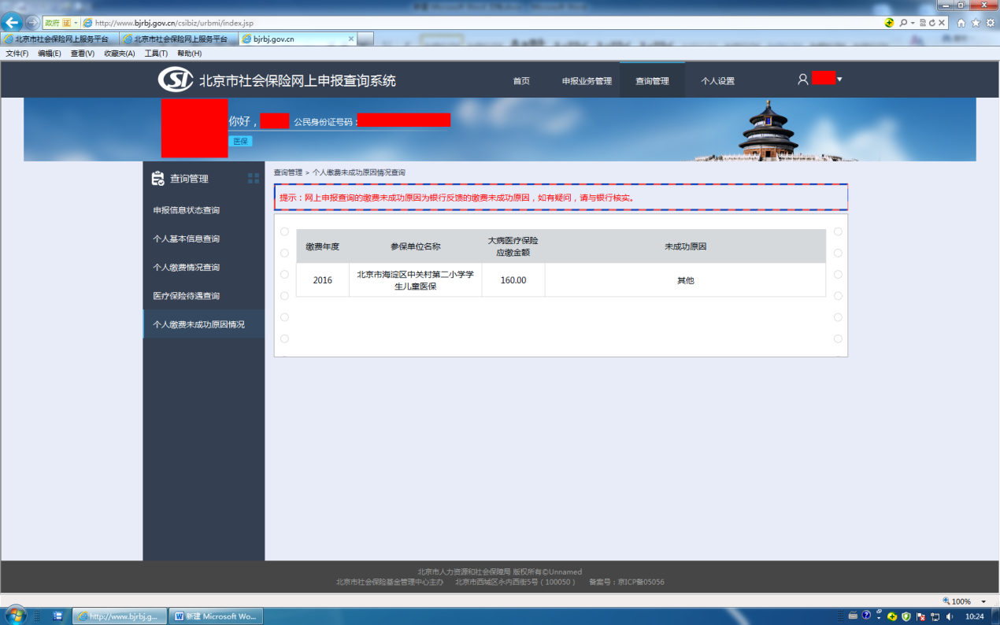 政府
http://www.bjrbj.gov.cn/csibiz/urbmi/index.jsp
北京市社会保险网上服务平台
北京市社会保险网上服务平台
bjrbj.gov.cn
文件(F) 编辑(E) 查看(V) 收藏夹(A) 工具(T) 帮助(H)
CSI 北京市社会保险网上申报查询系统
首页 申报业务管理 查询管理 个人设置
你好， 公民身份证号码：
医保
查询管理
申报信息状态查询
个人基本信息查询
个人缴费情况查询
医疗保险待遇查询
个人缴费未成功原因情况
查询管理 > 个人缴费未成功原因情况查询
提示：网上申报查询的缴费未成功原因为银行反馈的缴费未成功原因，如有疑问，请与银行核实。
缴费年度 参保单位名称 大病医疗保险
应缴金额 未成功原因
2016 北京市海淀区中关村第二小学学
生儿童医保 160.00 其他
北京市人力资源和社会保障局 版权所有©Unnamed
北京市社会保险基金管理中心主办 北京市西城区永内西街5号（100050） 备案号：京ICP备05056
100%
http://www.bjrbj.g...
新建 Microsoft Wo...
10:24